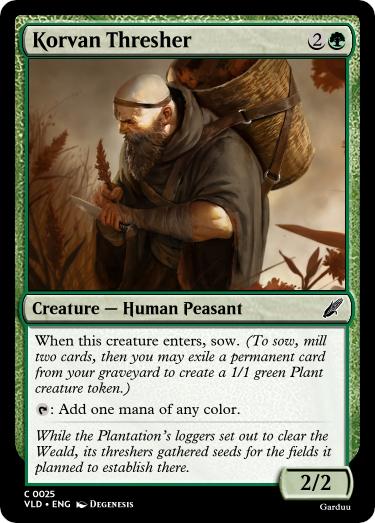 Korvan Thresher 2
Creature — Human Peasant
When this creature enters, sow. (To sow, mill
two cards, then you may exile a permanent card
from your graveyard to create a 1/1 green Plant
creature token.)
: Add one mana of any color.
While the Plantation's loggers set out to clear the
Weald, its threshers gathered seeds for the fields it
planned to establish there.
2/2
C 0025
VLD • ENG DEGENESIS
Garduu